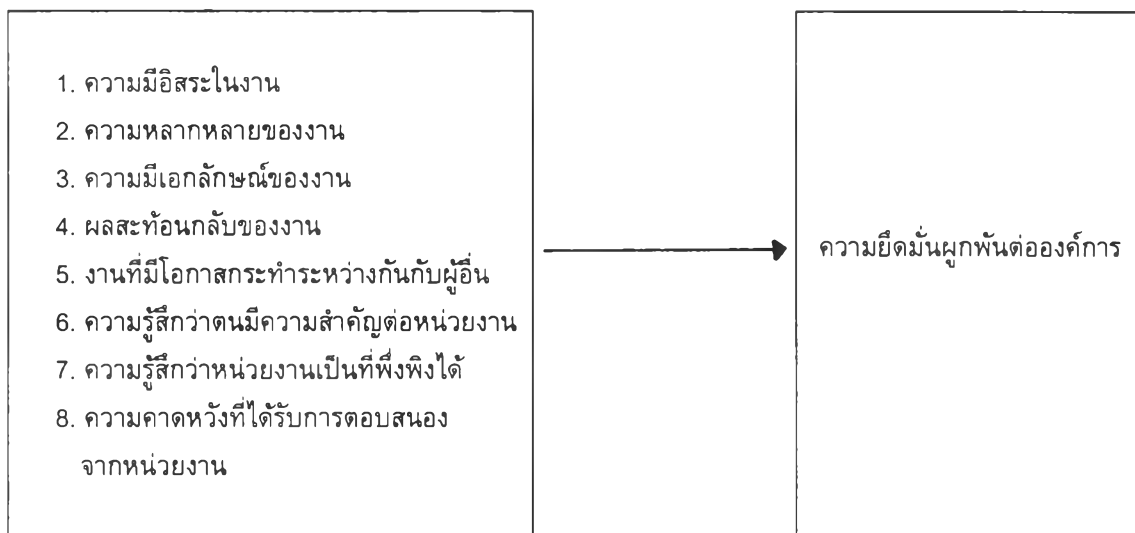 1. ความมีอิสระในงาน
2. ความหลากหลายของงาน
3. ความมีเอกลักษณ์ของงาน
4. ผลสะท้อนกลับของงาน
5. งานที่มีโอกาสกระทำระหว่างกันกับผู้อื่น
6. ความรู้สึกว่าตนมีความสำคัญต่อหน่วยงาน
7. ความรู้สึกว่าหน่วยงานเป็นที่พึ่งพิงได้
8. ความคาดหวังที่ได้รับการตอบสนอง
จากหน่วยงาน
ความยึดมั่นผูกพันต่อองค์การ